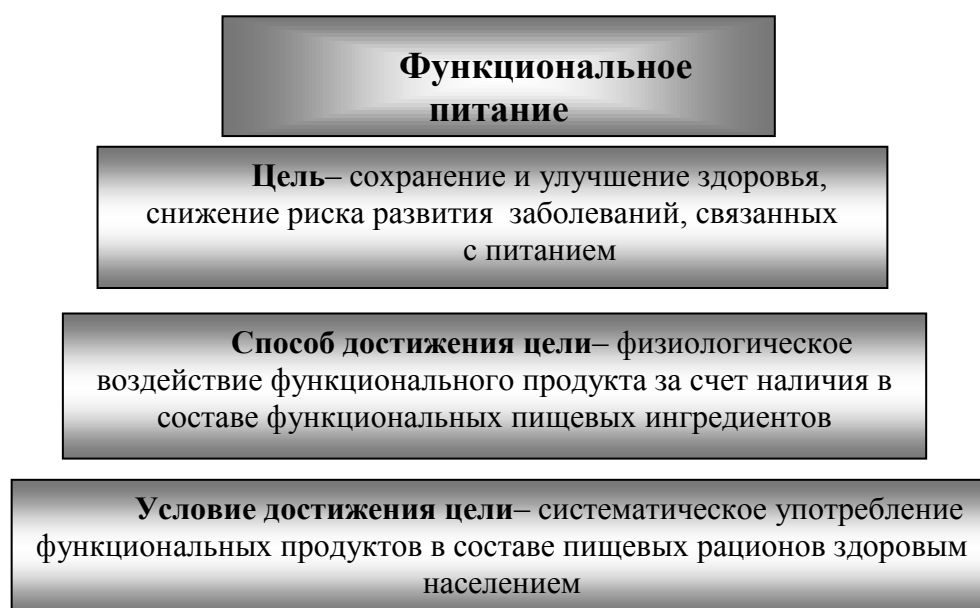 Функциональное
питание
Цель– сохранение и улучшение здоровья,
снижение риска развития заболеваний, связанных
с питанием
Способ достижения цели– физиологическое
воздействие функционального продукта за счет наличия в
составе функциональных пищевых ингредиентов
Условие достижения цели– систематическое употребление
функциональных продуктов в составе пищевых рационов здоровым
населением